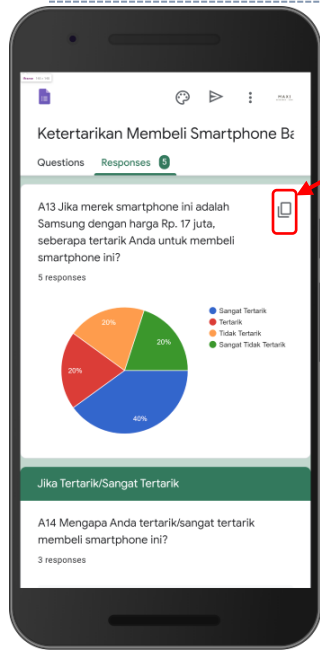 Ketertarikan Membeli Smartphone Ba
Questions Responses 5
A13 Jika merek smartphone ini adalah
Samsung dengan harga Rp. 17 juta,
seberapa tertarik Anda untuk membeli
smartphone ini?
5 responses
Sangat Tertarik
Tertarik
Tidak Tertarik
Sangat Tidak Tertarik
20%
20%
20%
40%
Jika Tertarik/Sangat Tertarik
A14 Mengapa Anda tertarik/sangat tertarik
membeli smartphone ini?
3 responses